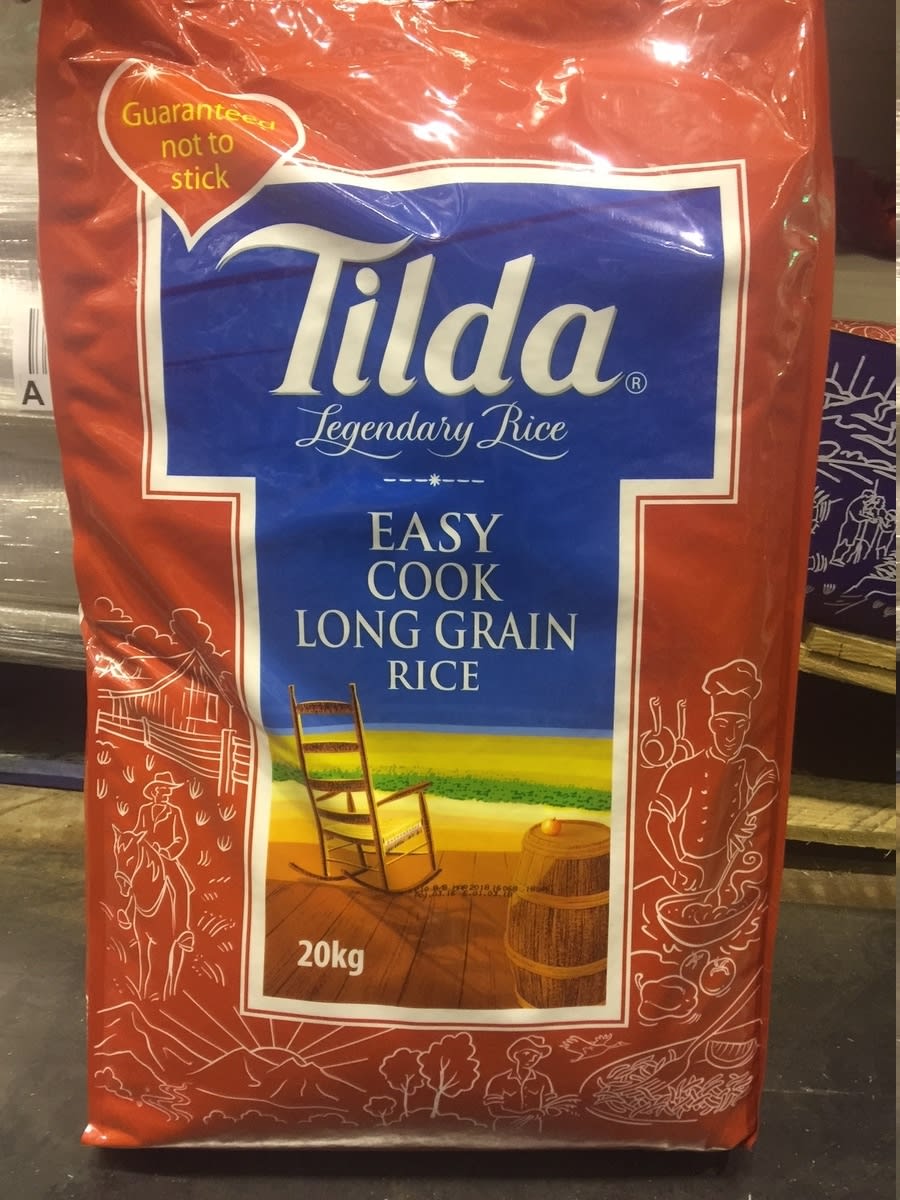 Guaranteed
not to
stick
Tilda ®
Legendary Rice
EASY
COOK
LONG GRAIN
RICE
20kg
A